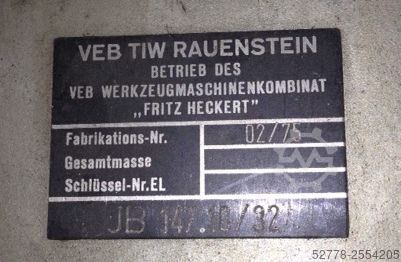 VEB TIW RAUENSTEIN
BETRIEB DES
VEB WERKZEUGMASCHINENKOMBINAT
„FRITZ HECKERT"
Fabrikations-Nr. 02/75
Gesamtmasse
Schlüssel-Nr.EL
JB
52778-2554205